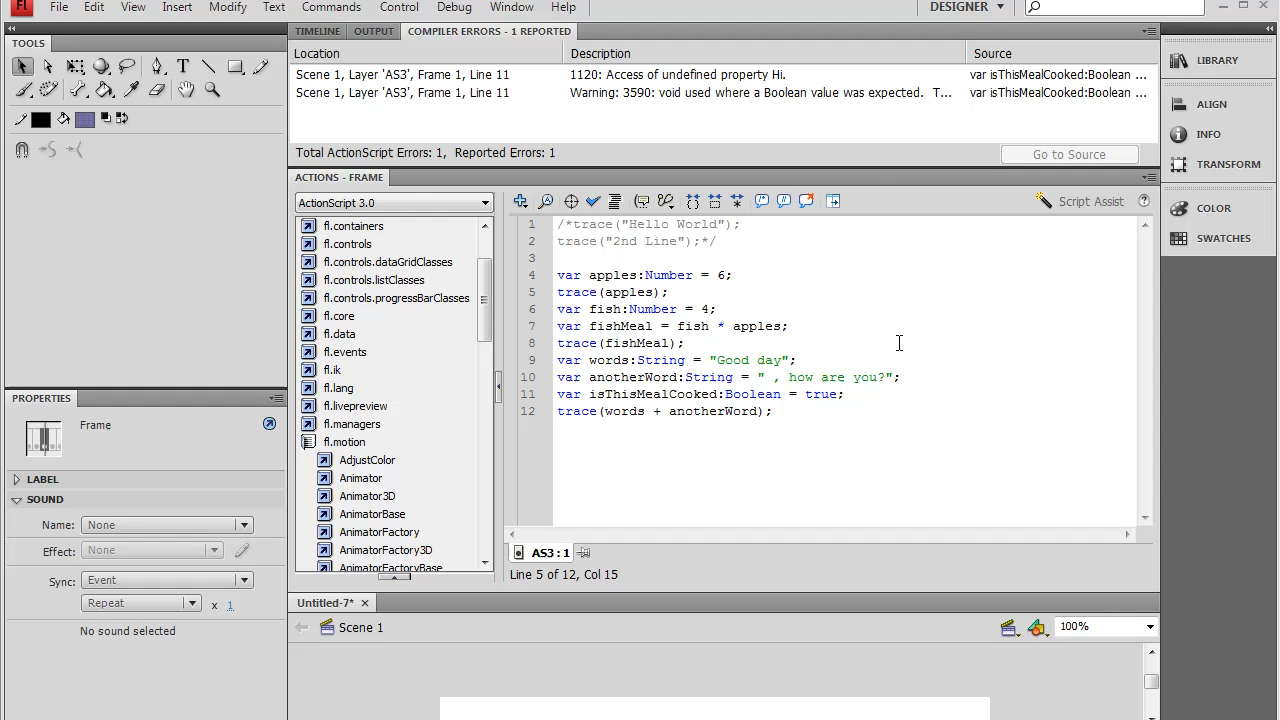 Fl File Edit View Insert Modify Text Commands Control Debug Window Help DESIGNER
TOOLS
TIMELINE OUTPUT COMPILER ERRORS - 1 REPORTED
Location Description Source
Scene 1, Layer 'AS3', Frame 1, Line 11 1120: Access of undefined property Hi. var isThisMealCooked:Boolean ...
Scene 1, Layer 'AS3', Frame 1, Line 11 Warning: 3590: void used where a Boolean value was expected. T... var isThisMealCooked:Boolean ...
Total ActionScript Errors: 1, Reported Errors: 1 Go to Source
LIBRARY
ALIGN
INFO
TRANSFORM
COLOR
SWATCHES
ACTIONS - FRAME
ActionScript 3.0
Script Assist
fl.containers
fl.controls
fl.controls.dataGridClasses
fl.controls.listClasses
fl.controls.progressBarClasses
fl.core
fl.data
fl.events
fl.ik
fl.lang
fl.livepreview
fl.managers
fl.motion
AdjustColor
Animator
Animator3D
AnimatorBase
AnimatorFactory
AnimatorFactory3D
AnimatorFactoryBase
1 /*trace("Hello World");
2 trace("2nd Line");*/
3
4 var apples:Number = 6;
5 trace(apples);
6 var fish:Number = 4;
7 var fishMeal = fish * apples;
8 trace(fishMeal);
9 var words:String = "Good day";
10 var anotherWord:String = " , how are you?";
11 var isThisMealCooked:Boolean = true;
12 trace(words + anotherWord);
AS3 : 1
Line 5 of 12, Col 15
PROPERTIES
Frame
LABEL
SOUND
Name: None
Effect: None
Sync: Event
Repeat x 1
No sound selected
Untitled-7* ×
Scene 1 100%